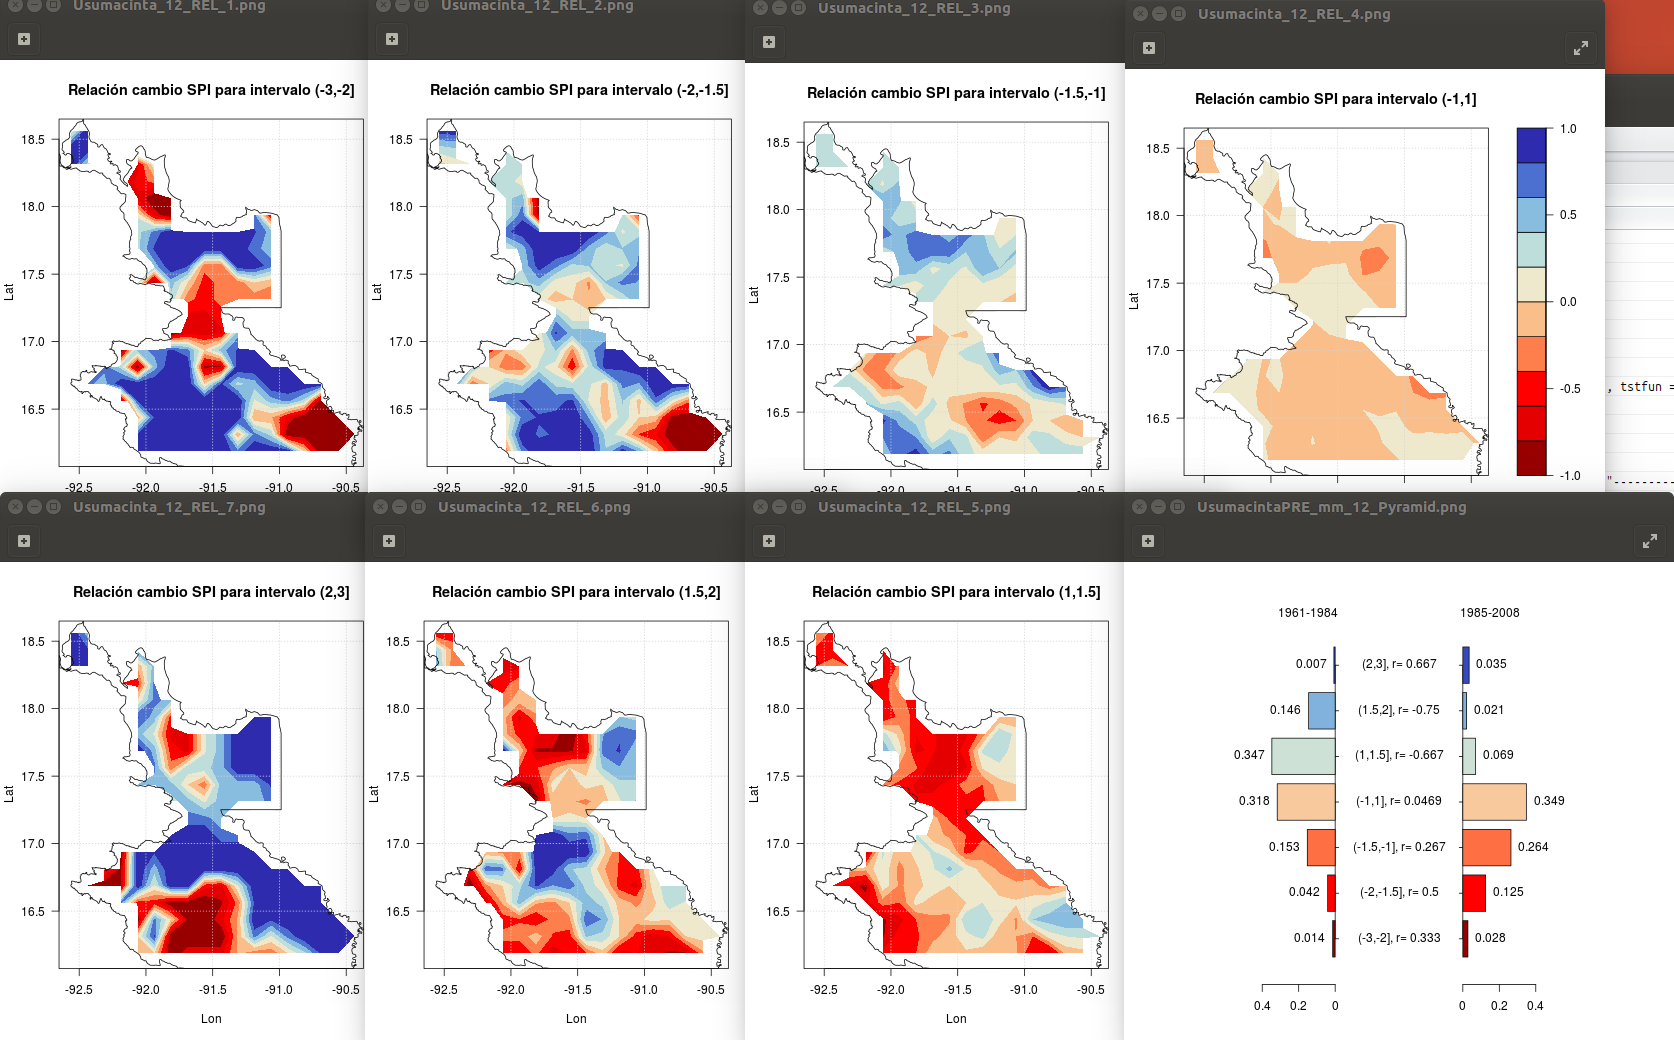 Usumacinta_12_REL_1.png
Usumacinta_12_REL_2.png
Usumacinta_12_REL_3.png
Usumacinta_12_REL_4.png
Relación cambio SPI para intervalo (-3,-2]
18.5
18.0
17.5
17.0
16.5
Lat
-92.5
-92.0
-91.5
-91.0
-90.5
Relación cambio SPI para intervalo (-2,-1.5]
18.5
18.0
17.5
17.0
16.5
Lat
-92.5
-92.0
-91.5
-91.0
-90.5
Relación cambio SPI para intervalo (-1.5,-1]
18.5
18.0
17.5
17.0
16.5
Lat
-92.5
-92.0
-91.5
-91.0
-90.5
Relación cambio SPI para intervalo (-1,1]
18.5
18.0
17.5
17.0
16.5
Lat
1.0
0.5
0.0
-0.5
-1.0
, tstfun =
"---------
Usumacinta_12_REL_7.png
Usumacinta_12_REL_6.png
Usumacinta_12_REL_5.png
UsumacintaPRE_mm_12_Pyramid.png
Relación cambio SPI para intervalo (2,3]
18.5
18.0
17.5
17.0
16.5
Lat
-92.5
-92.0
-91.5
-91.0
-90.5
Lon
Relación cambio SPI para intervalo (1.5,2]
18.5
18.0
17.5
17.0
16.5
Lat
-92.5
-92.0
-91.5
-91.0
-90.5
Lon
Relación cambio SPI para intervalo (1,1.5]
18.5
18.0
17.5
17.0
16.5
Lat
-92.5
-92.0
-91.5
-91.0
-90.5
Lon
1961-1984 1985-2008
0.007 (2,3], r= 0.667 0.035
0.146 (1.5,2], r= -0.75 0.021
0.347 (1,1.5], r= -0.667 0.069
0.318 (-1,1], r= 0.0469 0.349
0.153 (-1.5,-1], r= 0.267 0.264
0.042 (-2,-1.5], r= 0.5 0.125
0.014 (-3,-2], r= 0.333 0.028
0.4 0.2 0 0 0.2 0.4